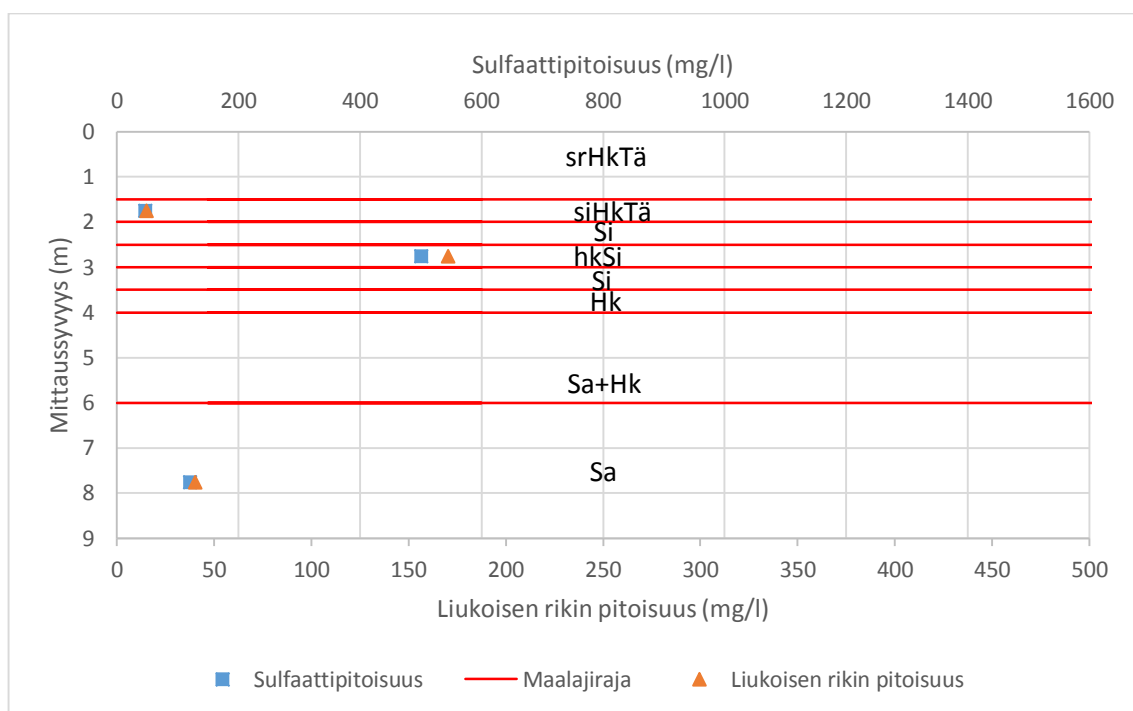 Sulfaattipitoisuus (mg/l)
0 200 400 600 800 1000 1200 1400 1600
Mittaussyvyys (m)
0
1
2
3
4
5
6
7
8
9
srHkTä
siHkTä
Si
hkSi
Si
Hk
Sa+Hk
Sa
0 50 100 150 200 250 300 350 400 450 500
Liukoisen rikin pitoisuus (mg/l)
Sulfaattipitoisuus Maalajiraja Liukoisen rikin pitoisuus